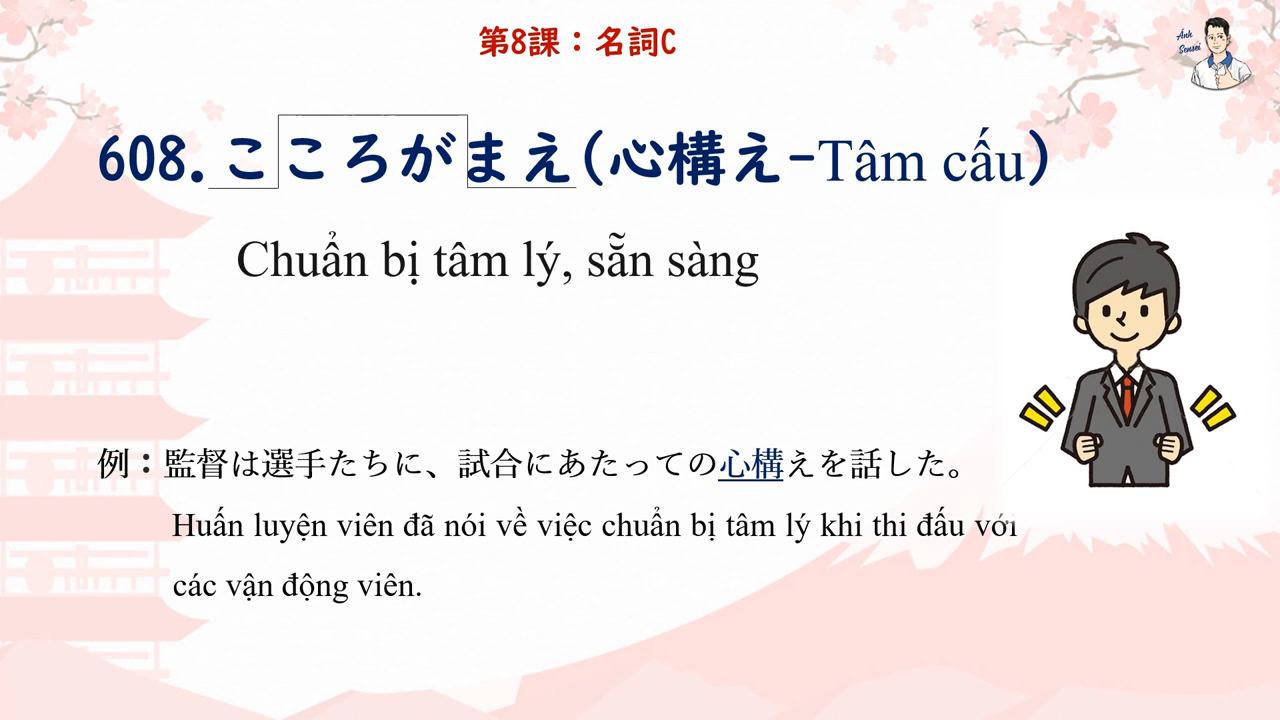 第8課：名詞C
Anh
Sensei
608.こころがまえ(心構え-Tâm cấu)
Chuẩn bị tâm lý, sẵn sàng
例：監督は選手たちに、試合にあたっての心構えを話した。
Huấn luyện viên đã nói về việc chuẩn bị tâm lý khi thi đấu với
các vận động viên.